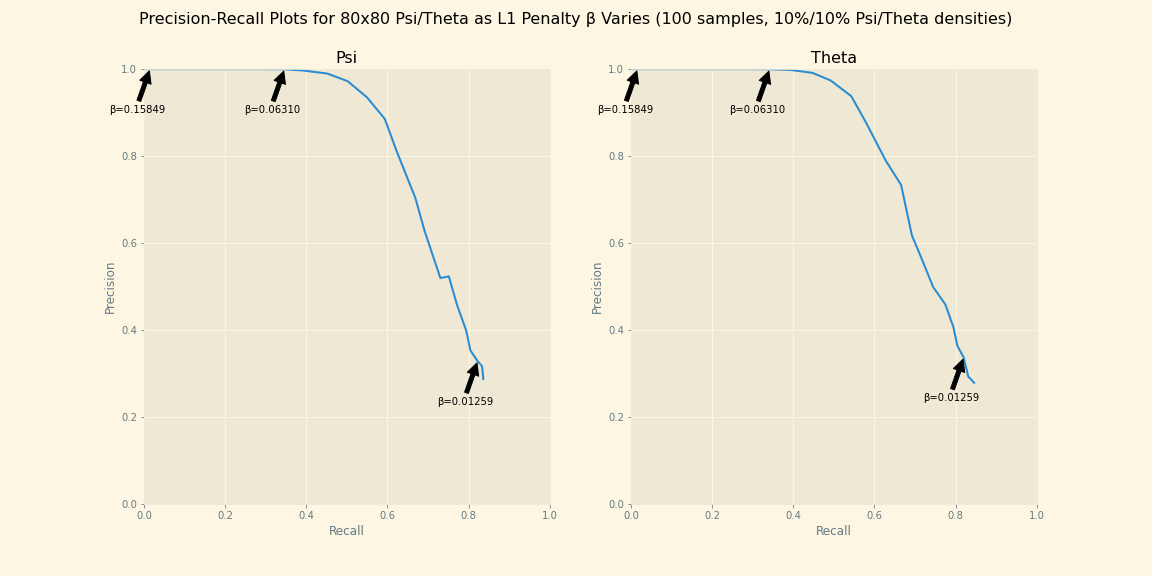 Precision-Recall Plots for 80x80 Psi/Theta as L1 Penalty β Varies (100 samples, 10%/10% Psi/Theta densities)
Psi
1.0
0.8
0.6
0.4
0.2
0.0
Precision
β=0.15849
β=0.06310
β=0.01259
0.0 0.2 0.4 0.6 0.8 1.0
Recall
Theta
1.0
0.8
0.6
0.4
0.2
0.0
Precision
β=0.15849
β=0.06310
β=0.01259
0.0 0.2 0.4 0.6 0.8 1.0
Recall